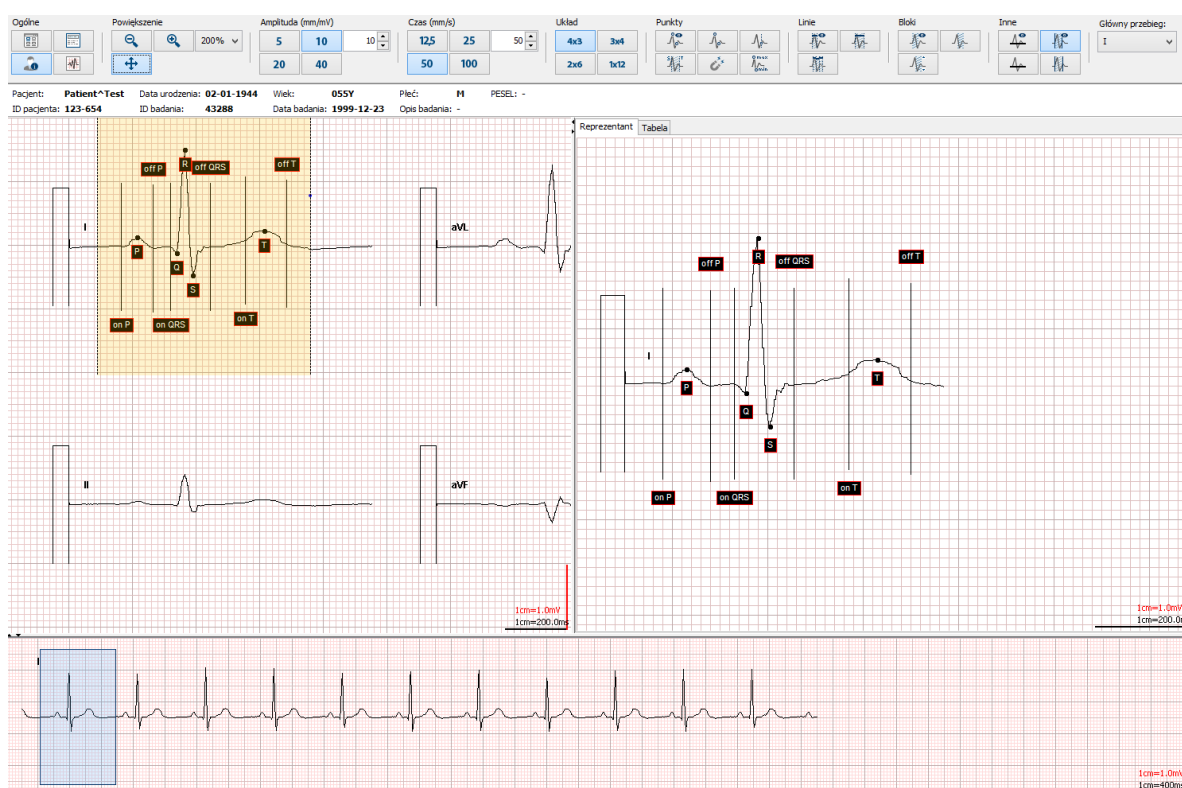 Ogólne Powiększenie Amplituda (mm/mV) Czas (mm/s) Układ Punkty Linie Bloki Inne Główny przebieg:
200% 5 10 10 12,5 25 50 4x3 3x4 I
20 40 50 100 2x6 1x12
Pacjent: Patient^Test Data urodzenia: 02-01-1944 Wiek: 055Y Płeć: M PESEL: -
ID pacjenta: 123-654 ID badania: 43288 Data badania: 1999-12-23 Opis badania: -
Reprezentant Tabela
off P R off QRS off T
I aVL
P T
Q
S
on P on QRS on T
II aVF
1cm=1.0mV
1cm=200.0ms
off P R off QRS off T
I
P T
Q
S
on P on QRS on T
1cm=1.0mV
1cm=200.0
I
1cm=1.0mV
1cm=400ms